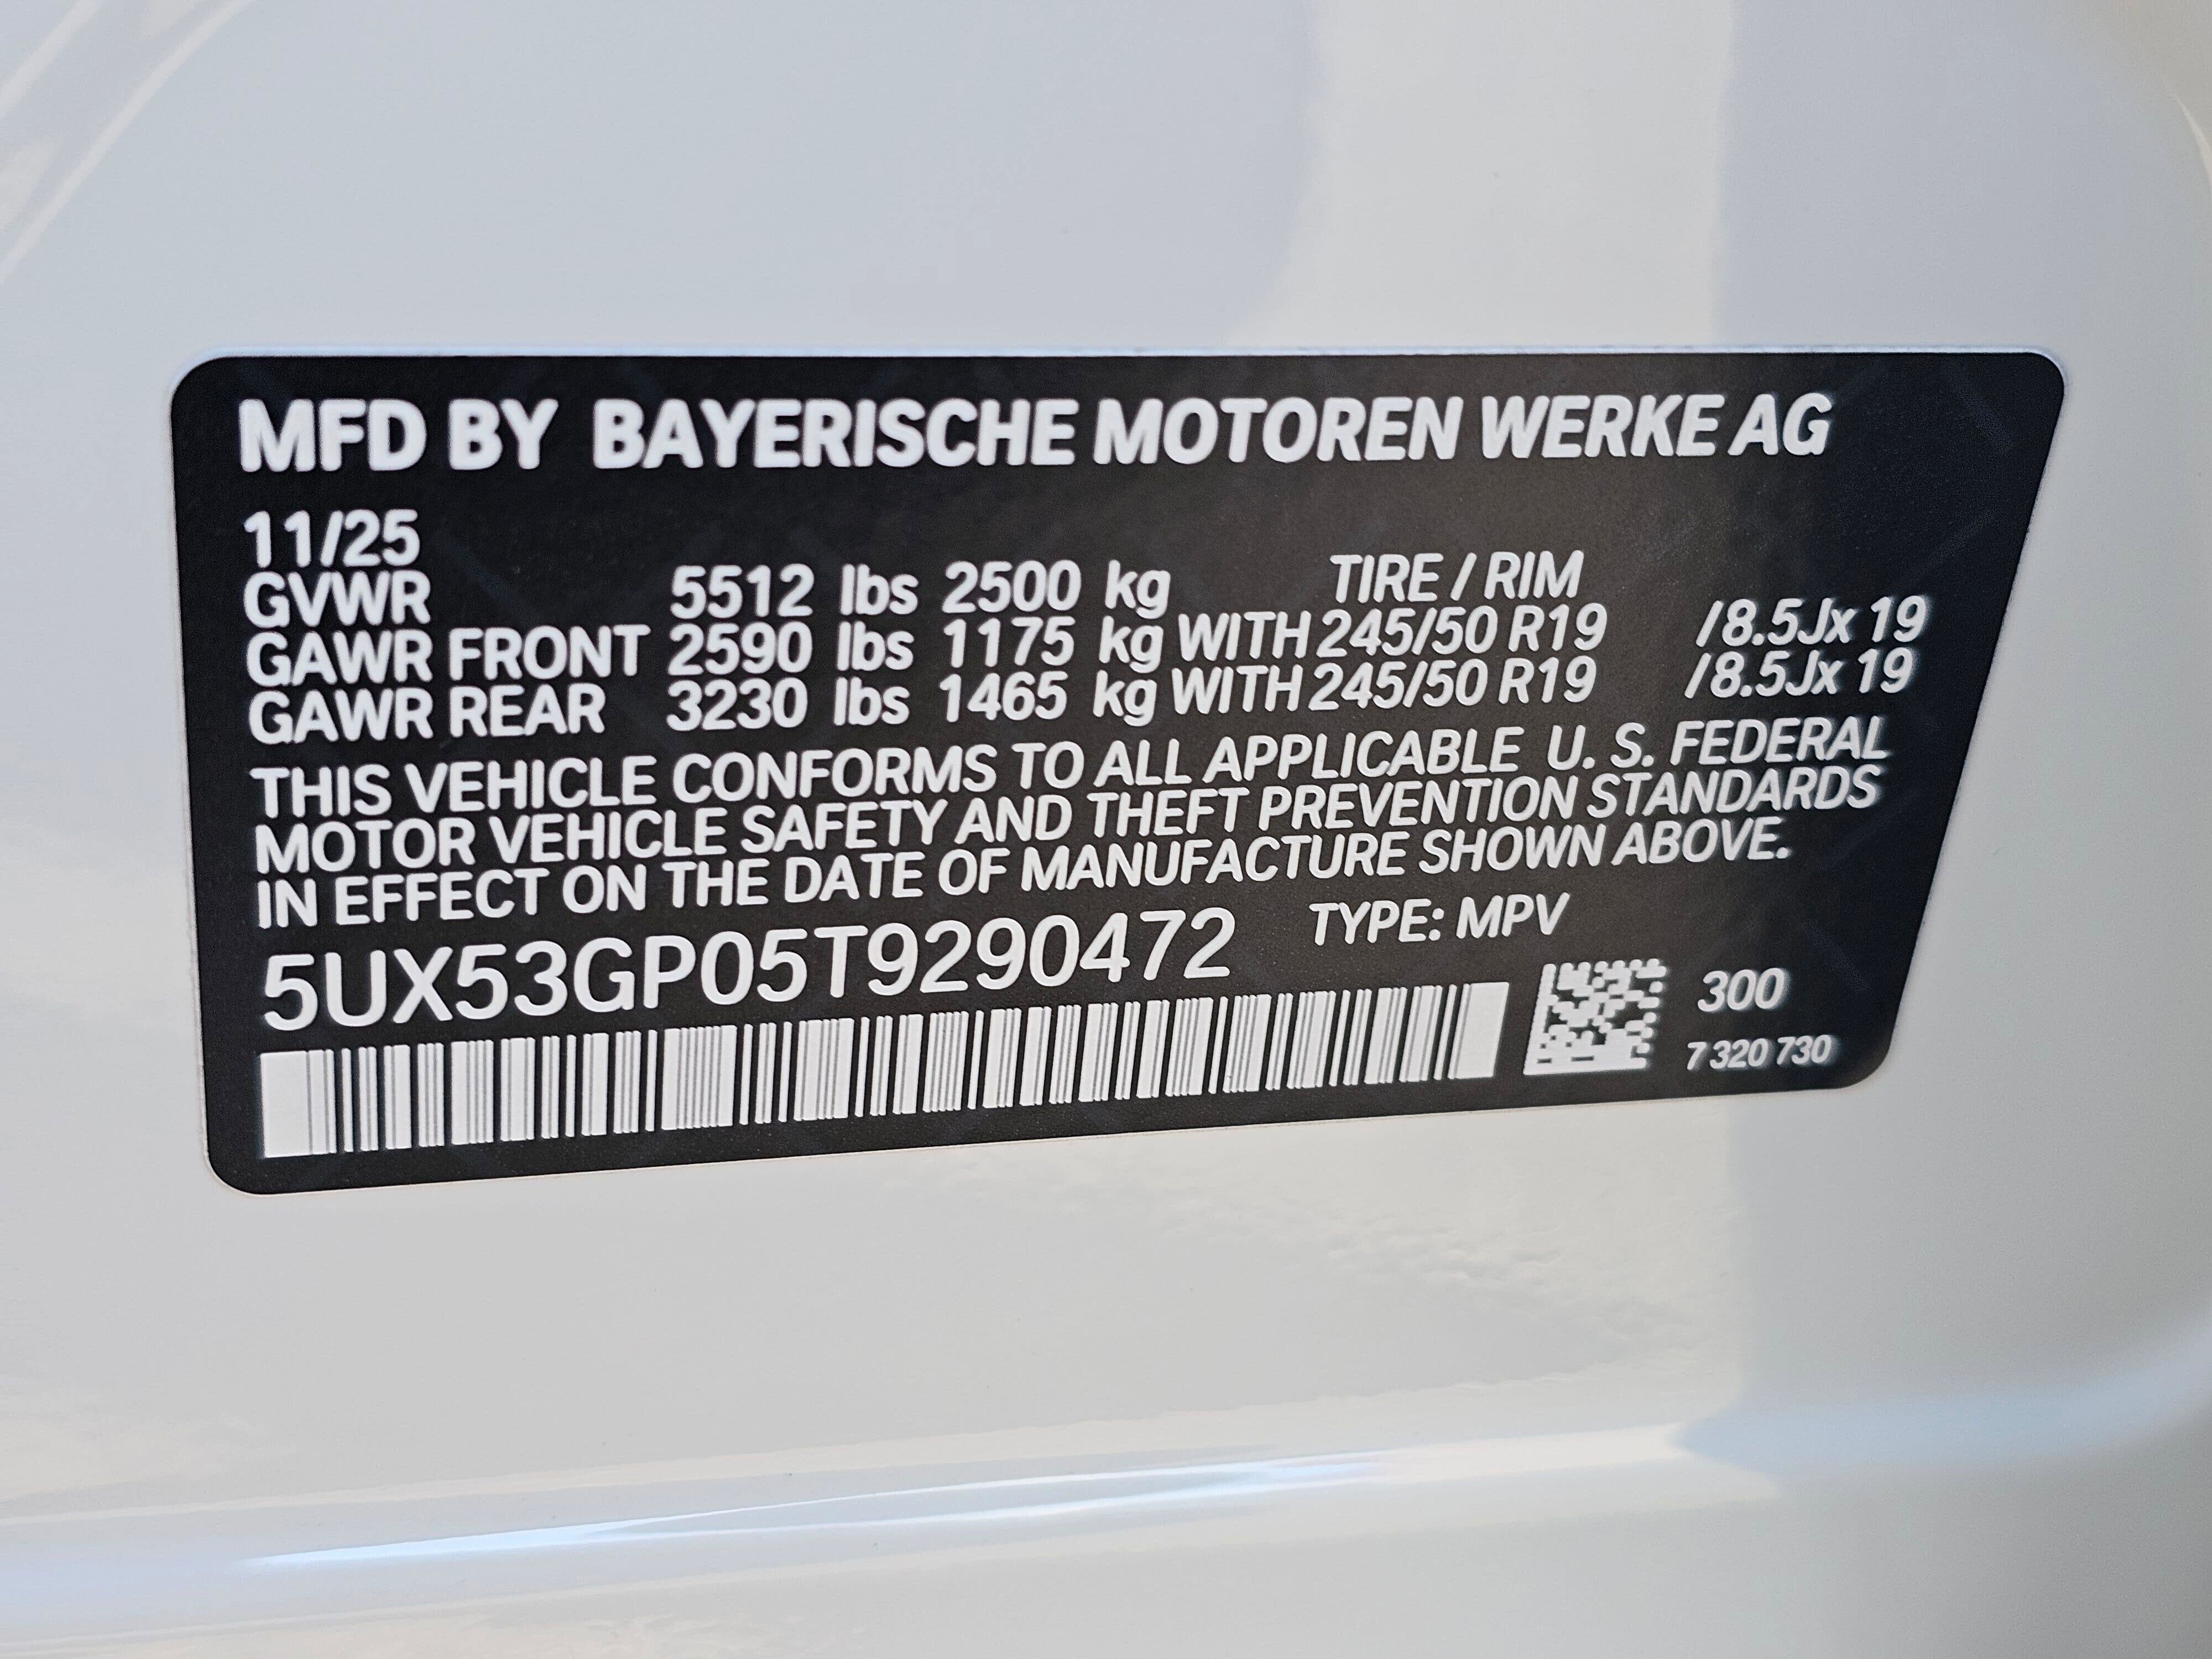 MFD BY BAYERISCHE MOTOREN WERKE AG
11/25
GVWR 5512 lbs 2500 kg TIRE / RIM
GAWR FRONT 2590 lbs 1175 kg WITH 245/50 R19 /8.5Jx 19
GAWR REAR 3230 lbs 1465 kg WITH 245/50 R19 /8.5Jx 19
THIS VEHICLE CONFORMS TO ALL APPLICABLE U. S. FEDERAL
MOTOR VEHICLE SAFETY AND THEFT PREVENTION STANDARDS
IN EFFECT ON THE DATE OF MANUFACTURE SHOWN ABOVE.
5UX53GP05T9290472 TYPE: MPV
300
7 320 730